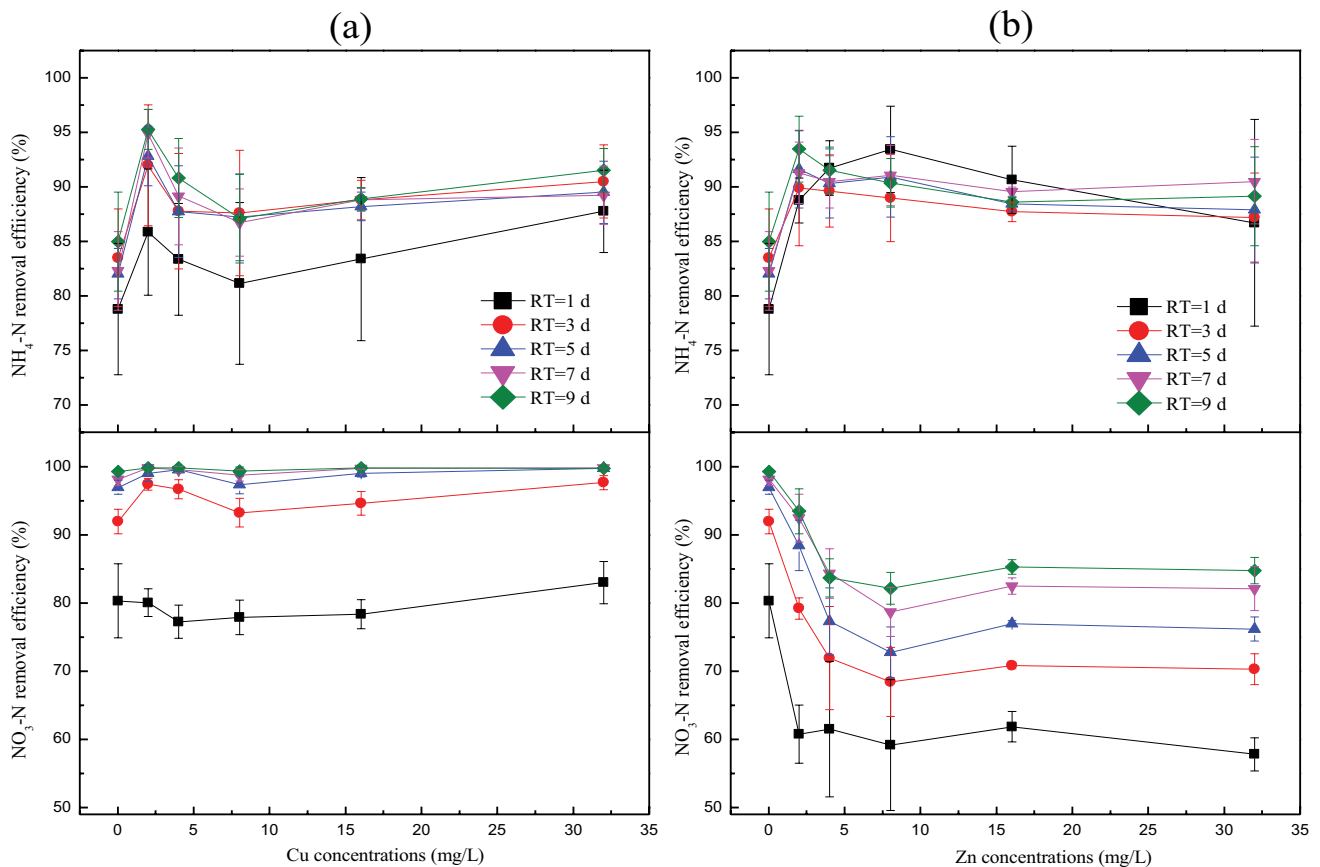 (a)
100
95
90
85
80
75
70
NH₄-N removal efficiency (%)
RT=1 d
RT=3 d
RT=5 d
RT=7 d
RT=9 d
100
90
80
70
60
50
NO₃-N removal efficiency (%)
0 5 10 15 20 25 30 35
Cu concentrations (mg/L)
(b)
100
95
90
85
80
75
70
NH₄-N removal efficiency (%)
RT=1 d
RT=3 d
RT=5 d
RT=7 d
RT=9 d
100
90
80
70
60
50
NO₃-N removal efficiency (%)
0 5 10 15 20 25 30 35
Zn concentrations (mg/L)